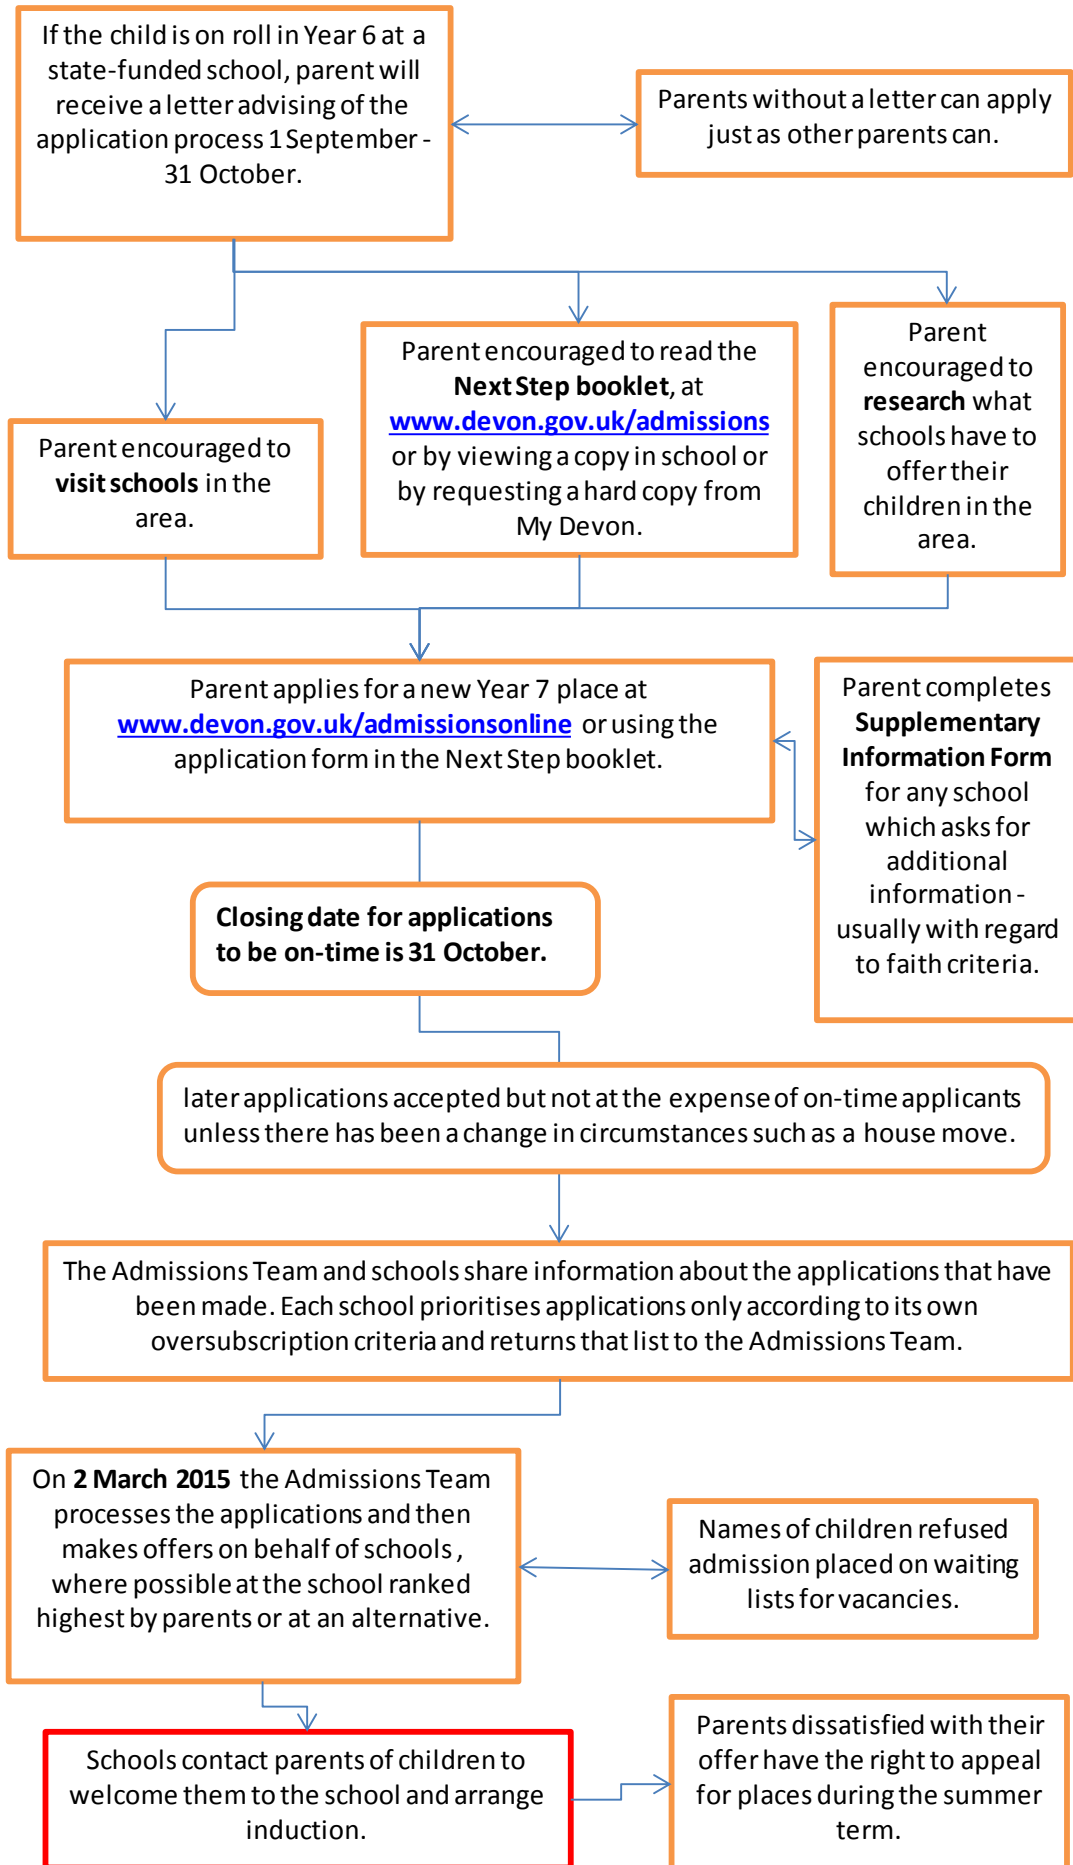 If the child is on roll in Year 6 at a
state-funded school, parent will
receive a letter advising of the
application process 1 September -
31 October.
Parents without a letter can apply
just as other parents can.
Parent encouraged to
visit schools in the
area.
Parent encouraged to read the
Next Step booklet, at
www.devon.gov.uk/admissions
or by viewing a copy in school or
by requesting a hard copy from
My Devon.
Parent
encouraged to
research what
schools have to
offer their
children in the
area.
Parent applies for a new Year 7 place at
www.devon.gov.uk/admissionsonline or using the
application form in the Next Step booklet.
Parent completes
Supplementary
Information Form
for any school
which asks for
additional
information -
usually with regard
to faith criteria.
Closing date for applications
to be on-time is 31 October.
later applications accepted but not at the expense of on-time applicants
unless there has been a change in circumstances such as a house move.
The Admissions Team and schools share information about the applications that have
been made. Each school prioritises applications only according to its own
oversubscription criteria and returns that list to the Admissions Team.
On 2 March 2015 the Admissions Team
processes the applications and then
makes offers on behalf of schools ,
where possible at the school ranked
highest by parents or at an alternative.
Names of children refused
admission placed on waiting
lists for vacancies.
Schools contact parents of children to
welcome them to the school and arrange
induction.
Parents dissatisfied with their
offer have the right to appeal
for places during the summer
term.